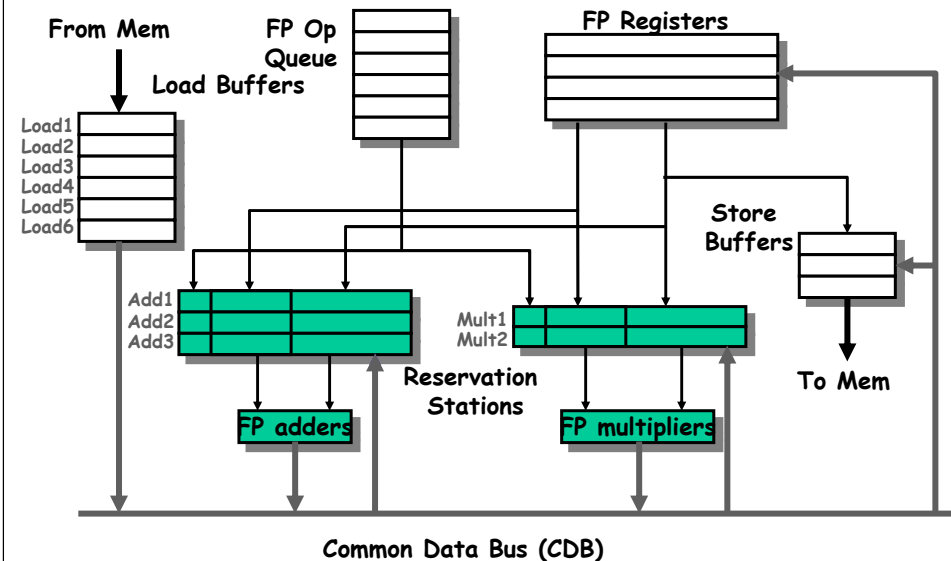 From Mem
FP Op
Queue
FP Registers
Load Buffers
Load1
Load2
Load3
Load4
Load5
Load6
Store
Buffers
Add1
Add2
Add3
Mult1
Mult2
Reservation
Stations
To Mem
FP adders
FP multipliers
Common Data Bus (CDB)